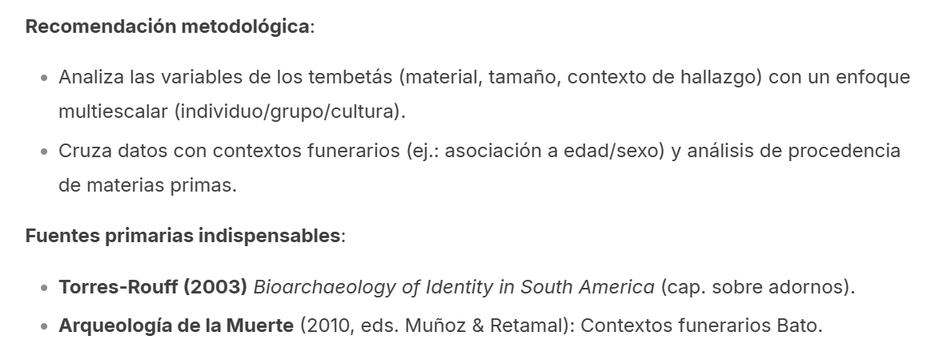 Recomendación metodológica:
• Analiza las variables de los tembetás (material, tamaño, contexto de hallazgo) con un enfoque
multiescalar (individuo/grupo/cultura).
• Cruza datos con contextos funerarios (ej.: asociación a edad/sexo) y análisis de procedencia
de materias primas.
Fuentes primarias indispensables:
• Torres-Rouff (2003) Bioarchaeology of Identity in South America (cap. sobre adornos).
• Arqueología de la Muerte (2010, eds. Muñoz & Retamal): Contextos funerarios Bato.